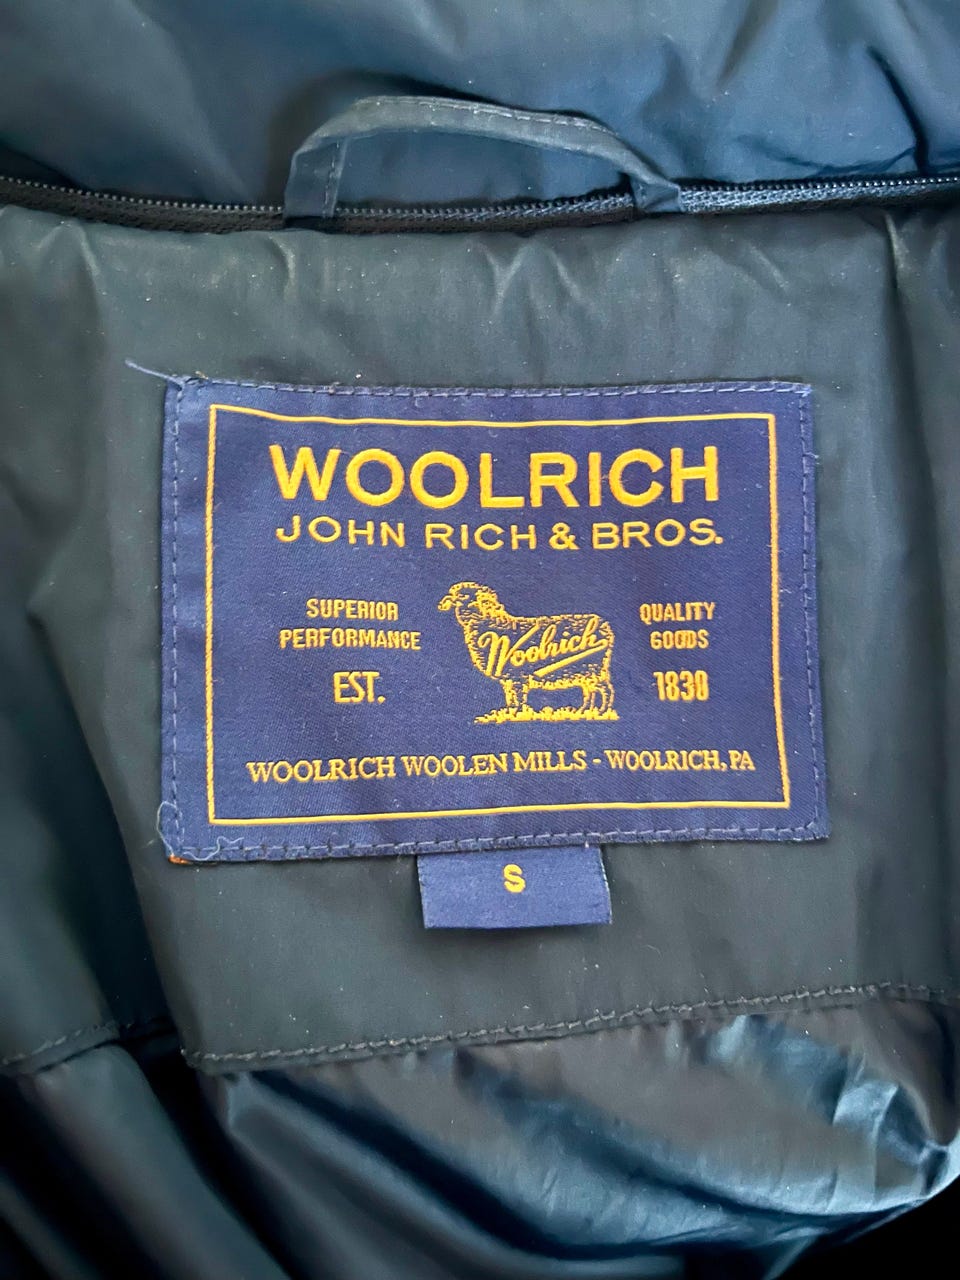 WOOLRICH
JOHN RICH & BROS.
SUPERIOR
PERFORMANCE
EST.
Woolrich
QUALITY
GOODS
1830
WOOLRICH WOOLEN MILLS - WOOLRICH, PA
S